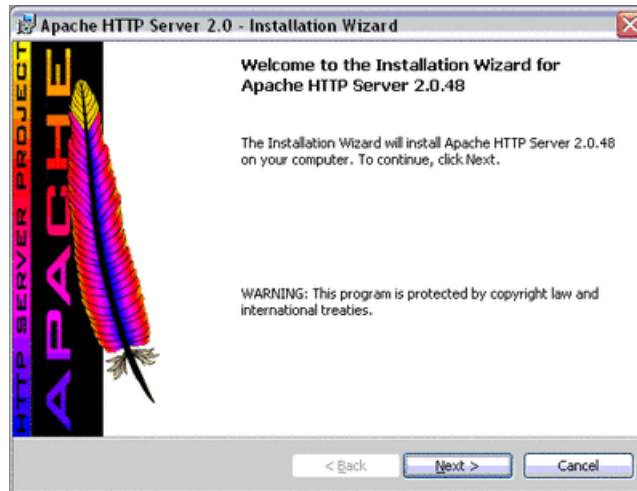 Apache HTTP Server 2.0 - Installation Wizard
HTTP SERVER PROJECT
APACHE
Welcome to the Installation Wizard for
Apache HTTP Server 2.0.48
The Installation Wizard will install Apache HTTP Server 2.0.48
on your computer. To continue, click Next.
WARNING: This program is protected by copyright law and
international treaties.
< Back
Next >
Cancel